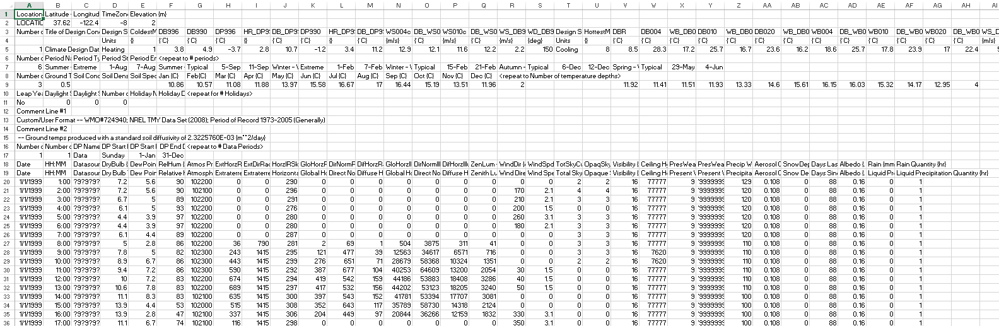 A B C D E F G H I J K L M N O P Q R S T U V W X Y Z AA AB AC AD AE AF AG AH AI
1 Location Latitude Longitud TimeZon Elevation {m}
2 LOCATIO 37.62 -122.4 -8 2
3 Number o Title of Design Conc Design S ColdestM DB996 DB990 DP996 HR_DP99 DB_DP99 DP990 HR_DP99 DB_DP99 WS004c DB_WS0 WS010c DB_WS0 WS_DB9 WD_DB9 Design S HottestM DBR DB004 WB_DB0 DB010 WB_DB0 DB020 WB_DB0 WB004 DB_WB0 WB010 DB_WB0 WB020 DB_WB0 WS_D
4 Units {} {C} {C} {C} {C} {C} {C} {m/s} {C} {m/s} {C} {m/s} {deg} Units {} {C} {C} {C} {C} {C} {C} {C} {C} {C} {C} {C} {C} {C} {m/s}
5 1 Climate Design Dat Heating 1 3.8 4.9 -3.7 2.8 10.7 -1.2 3.4 11.2 12.9 12.1 11.6 12.2 2.2 150 Cooling 8 8.5 28.3 17.2 25.7 16.7 23.6 16.2 18.6 25.7 17.8 23.9 17 22.4
6 Number o Period Na Period Ty Period St Period En <repeat to # periods>
7 6 Summer - Extreme 1-Aug 7-Aug Summer - Typical 5-Sep 11-Sep Winter - \ Extreme 1-Feb 7-Feb Winter - \ Typical 15-Feb 21-Feb Autumn - Typical 6-Dec 12-Dec Spring - \ Typical 29-May 4-Jun
8 Number o Ground T Soil Conc Soil Dens Soil Spec Jan {C} Feb{C} Mar {C} Apr {C} May {C} Jun {C} Jul {C} Aug {C} Sep {C} Oct {C} Nov {C} Dec {C} <repeat to Number of temperature depths>
9 3 0.5 10.86 10.57 11.08 11.88 13.97 15.58 16.67 17 16.44 15.19 13.51 11.96 2 11.92 11.41 11.51 11.93 13.33 14.6 15.61 16.15 16.03 15.32 14.17 12.95 4
10 Leap Yea Daylight S Daylight S Number o Holiday N Holiday D <repeat for # Holidays>
11 No 0 0 0
12 Comment Line #1
13 Custom/User Format -- WMO#724940; NREL TMY Data Set (2008); Period of Record 1973-2005 (Generally)
14 Comment Line #2
15 -- Ground temps produced with a standard soil diffusivity of 2.3225760E-03 {m**2/day}
16 Number o Number o DP Name DP Start I DP Start I DP End D <repeat to # Data Periods>
17 1 1 Data Sunday 1-Jan 31-Dec
18 Date HH:MM Datasour DryBulb { DewPoin RelHum { Atmos Pr ExtHorzR ExtDirRac HorzIRSk GloHorzF DirNormF DifHorzRa GloHorzIl DirNormIll DifHorzIllu ZenLum - WindDir {c WindSpd TotSkyCv OpaqSky Visibility { Ceiling H PresWea PresWea Precip W Aerosol C SnowDep Days Las Albedo {. Rain {mm Rain Quantity {hr}
19 Date HH:MM Datasour Dry Bulb Dew Poin Relative h Atmosph Extraterre Extraterre Horizonta Global Ho Direct No Diffuse H Global Ho Direct No Diffuse H Zenith Lu Wind Dire Wind Spe Total Sky Opaque S Visibility { Ceiling H Present \ Present \ Precipita Aerosol C Snow De Days Sin Albedo { Liquid Pre Liquid Precipitation Quantity {hr}
20 1/1/1999 1:00 ?9?9?9? 7.2 5.6 90 102200 0 0 290 0 0 0 0 0 0 0 0 0 2 2 16 77777 9 '9999999 129 0.108 0 88 0.16 0 1
21 1/1/1999 2:00 ?9?9?9? 7.2 5.6 90 102100 0 0 296 0 0 0 0 0 0 0 170 2.1 4 4 16 77777 9 '9999999 120 0.108 0 88 0.16 0 1
22 1/1/1999 3:00 ?9?9?9? 6.7 5 89 102200 0 0 291 0 0 0 0 0 0 0 210 2.1 3 3 16 77777 9 '9999999 120 0.108 0 88 0.16 0 1
23 1/1/1999 4:00 ?9?9?9? 6.1 5 93 102200 0 0 276 0 0 0 0 0 0 0 200 1.5 0 0 16 77777 9 '9999999 120 0.108 0 88 0.16 0 1
24 1/1/1999 5:00 ?9?9?9? 4.4 3.9 97 102200 0 0 280 0 0 0 0 0 0 0 260 3.1 3 3 16 77777 9 '9999999 120 0.108 0 88 0.16 0 1
25 1/1/1999 6:00 ?9?9?9? 4.4 3.9 97 102200 0 0 280 0 0 0 0 0 0 0 180 2.1 3 3 16 77777 9 '9999999 120 0.108 0 88 0.16 0 1
26 1/1/1999 7:00 ?9?9?9? 6.1 4.4 89 102200 0 0 287 0 0 0 0 0 0 0 0 0 3 3 16 77777 9 '9999999 120 0.108 0 88 0.16 0 1
27 1/1/1999 8:00 ?9?9?9? 5 2.8 86 102200 36 790 281 2 69 1 504 3875 311 41 0 0 3 3 16 77777 9 '9999999 110 0.108 0 88 0.16 0 1
28 1/1/1999 9:00 ?9?9?9? 7.8 5 82 102300 243 1415 295 121 477 39 12563 34617 6571 716 0 0 3 3 16 7620 9 '9999999 110 0.108 0 88 0.16 0 1
29 1/1/1999 10:00 ?9?9?9? 8.9 6.7 86 102300 443 1415 299 276 651 71 28679 58368 10324 1351 0 0 2 2 16 7620 9 '9999999 110 0.108 0 88 0.16 0 1
30 1/1/1999 11:00 ?9?9?9? 9.4 7.2 86 102300 590 1415 292 387 677 104 40253 64609 13200 2054 30 1.5 0 0 16 77777 9 '9999999 110 0.108 0 88 0.16 0 1
31 1/1/1999 12:00 ?9?9?9? 10 7.2 83 102200 674 1415 294 419 542 159 44186 53883 18408 3286 40 1.5 0 0 16 77777 9 '9999999 110 0.108 0 88 0.16 0 1
32 1/1/1999 13:00 ?9?9?9? 10.6 7.8 83 102200 689 1415 297 417 532 156 44202 53123 18205 3240 50 1.5 0 0 16 77777 9 '9999999 110 0.108 0 88 0.16 0 1
33 1/1/1999 14:00 ?9?9?9? 11.1 8.3 83 102100 635 1415 300 397 543 152 41781 53394 17707 3081 0 0 0 0 16 77777 9 '9999999 100 0.108 0 88 0.16 0 1
34 1/1/1999 15:00 ?9?9?9? 13.9 4.4 53 102000 515 1415 308 352 643 117 35789 58730 14318 2124 0 0 0 0 16 77777 9 '9999999 100 0.108 0 88 0.16 0 1
35 1/1/1999 16:00 ?9?9?9? 13.9 2.8 47 102100 337 1415 306 204 449 97 20844 36266 12159 1832 330 3.1 0 0 16 77777 9 '9999999 100 0.108 0 88 0.16 0 1
36 1/1/1999 17:00 ?9?9?9? 11.1 6.7 74 102100 116 1415 298 0 0 0 0 0 0 0 350 3.1 0 0 16 77777 9 '9999999 100 0.108 0 88 0.16 0 1